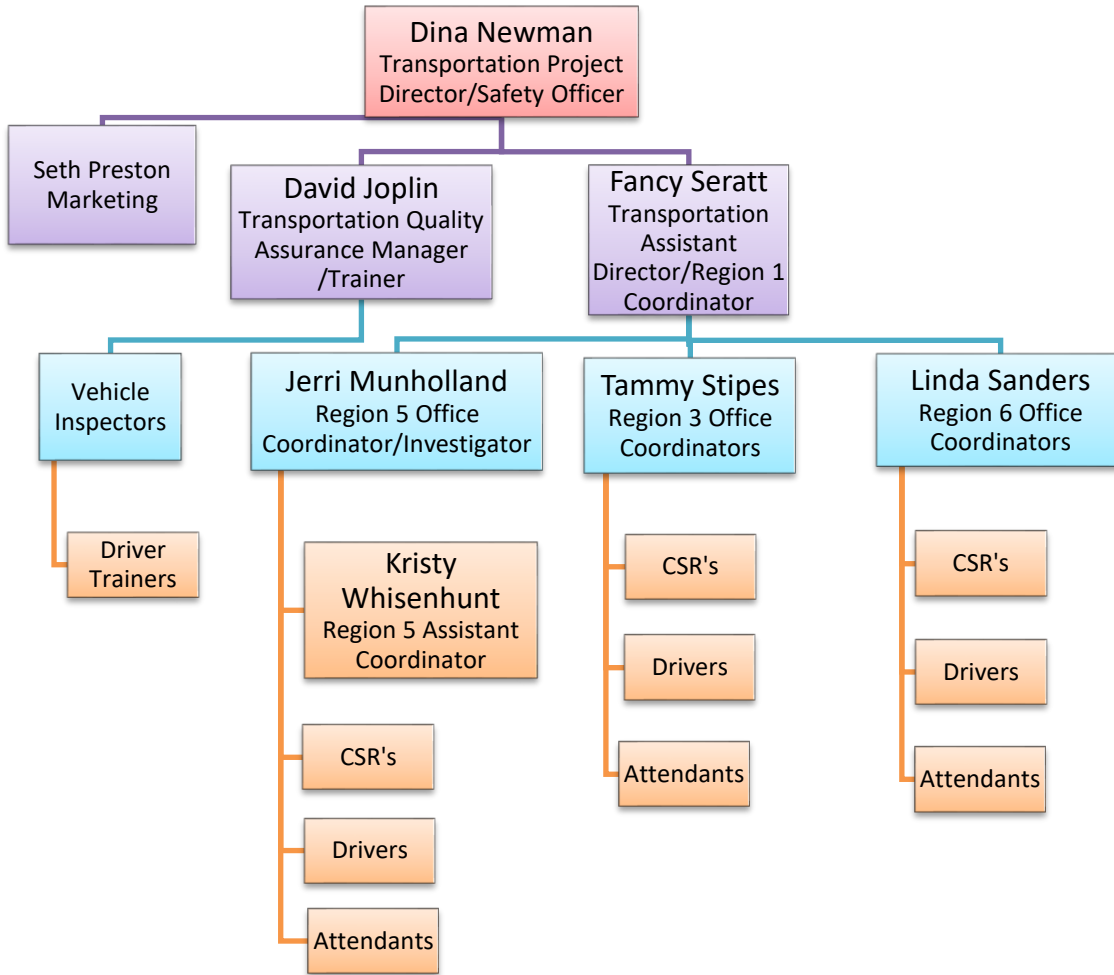 Dina Newman
Transportation Project
Director/Safety Officer
Seth Preston
Marketing
David Joplin
Transportation Quality
Assurance Manager
/Trainer
Fancy Seratt
Transportation
Assistant
Director/Region 1
Coordinator
Vehicle
Inspectors
Jerri Munholland
Region 5 Office
Coordinator/Investigator
Tammy Stipes
Region 3 Office
Coordinators
Linda Sanders
Region 6 Office
Coordinators
Driver
Trainers
Kristy
Whisenhunt
Region 5 Assistant
Coordinator
CSR's
Drivers
Attendants
CSR's
Drivers
Attendants
CSR's
Drivers
Attendants